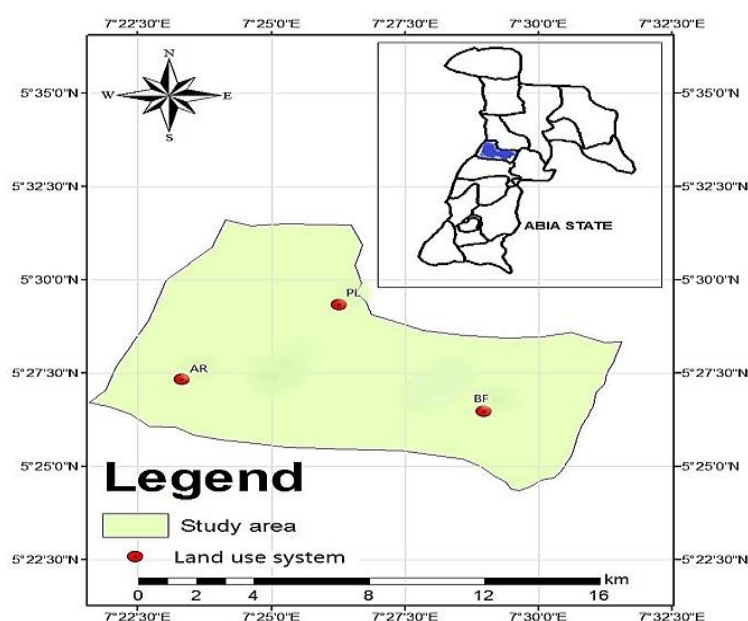 7°22'30"E 7°25'0"E 7°27'30"E 7°30'0"E 7°32'30"E
N
W E
S
5°35'0"N 5°35'0"N
5°32'30"N 5°32'30"N
ABIA STATE
5°30'0"N 5°30'0"N
PL
5°27'30"N 5°27'30"N
AR
BF
5°25'0"N 5°25'0"N
Legend
Study area
Land use system
5°22'30"N 5°22'30"N
km
0 2 4 8 12 16
7°22'30"E 7°25'0"E 7°27'30"E 7°30'0"E 7°32'30"E